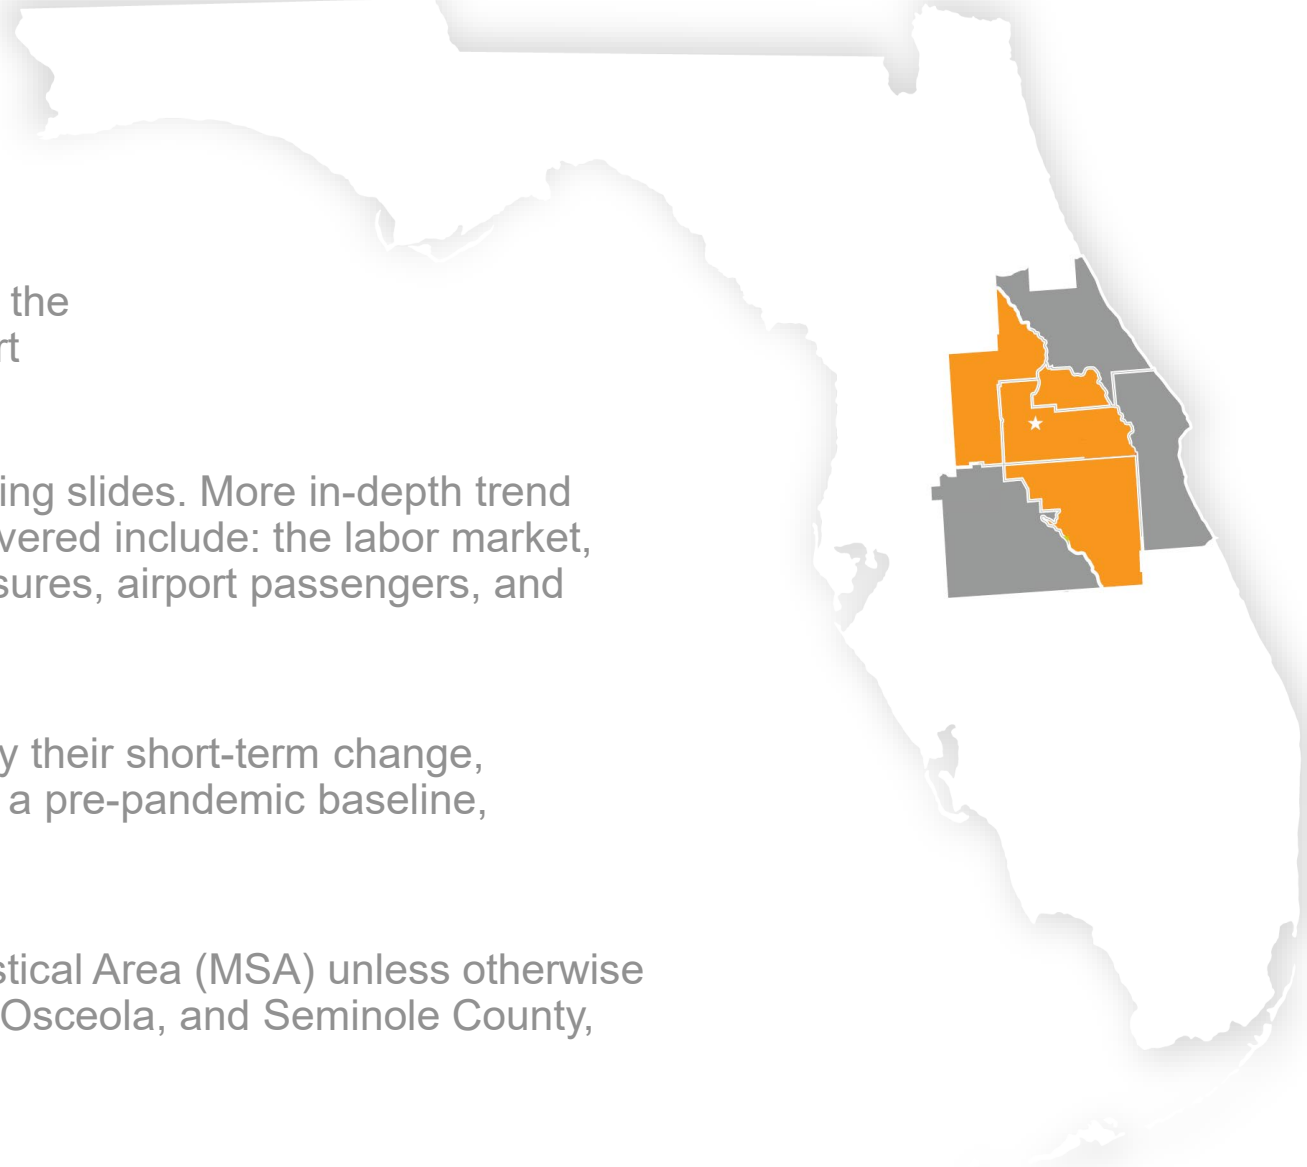 the
rt
ing slides. More in-depth trend
vered include: the labor market,
sures, airport passengers, and
y their short-term change,
a pre-pandemic baseline,
stical Area (MSA) unless otherwise
Osceola, and Seminole County,